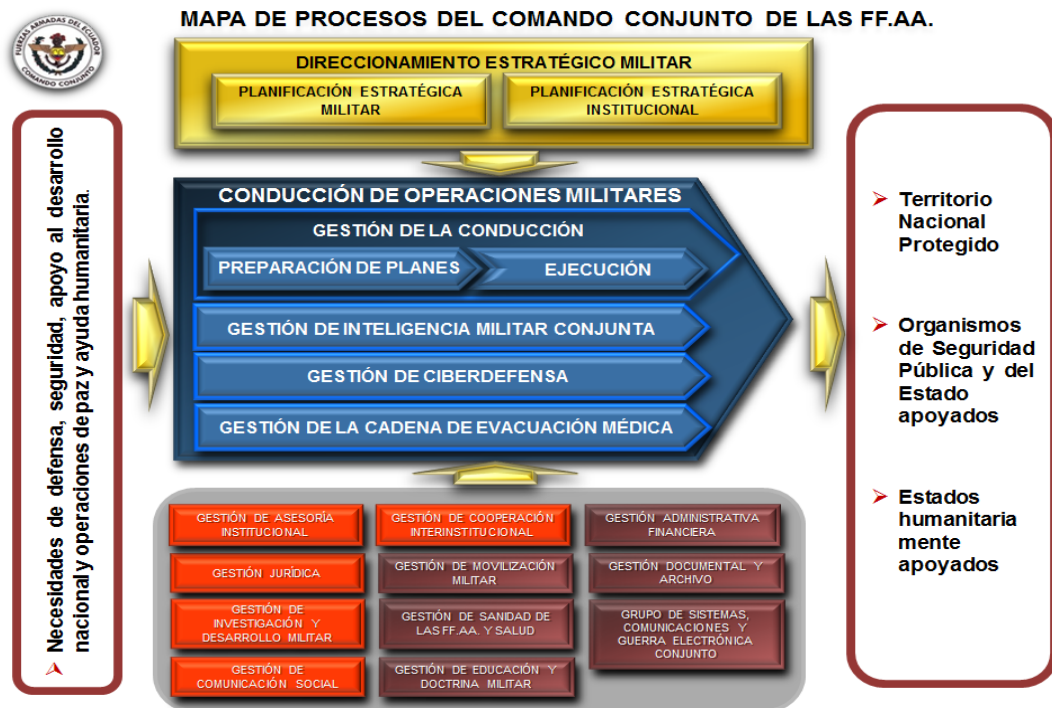 MAPA DE PROCESOS DEL COMANDO CONJUNTO DE LAS FF.AA.
FUERZAS ARMADAS DEL ECUADOR
COMANDO CONJUNTO
DIRECCIONAMIENTO ESTRATÉGICO MILITAR
PLANIFICACIÓN ESTRATÉGICA
MILITAR
PLANIFICACIÓN ESTRATÉGICA
INSTITUCIONAL
Necesidades de defensa, seguridad, apoyo al desarrollo
nacional y operaciones de paz y ayuda humanitaria.
CONDUCCIÓN DE OPERACIONES MILITARES
GESTIÓN DE LA CONDUCCIÓN
PREPARACIÓN DE PLANES
EJECUCIÓN
GESTIÓN DE INTELIGENCIA MILITAR CONJUNTA
GESTIÓN DE CIBERDEFENSA
GESTIÓN DE LA CADENA DE EVACUACIÓN MÉDICA
Territorio
Nacional
Protegido
Organismos
de Seguridad
Pública y del
Estado
apoyados
Estados
humanitaria
mente
apoyados
GESTIÓN DE ASESORÍA
INSTITUCIONAL
GESTIÓN JURÍDICA
GESTIÓN DE
INVESTIGACIÓN Y
DESARROLLO MILITAR
GESTIÓN DE
COMUNICACIÓN SOCIAL
GESTIÓN DE COOPERACIÓN
INTERINSTITUCIONAL
GESTIÓN DE MOVILIZACIÓN
MILITAR
GESTIÓN DE SANIDAD DE
LAS FF.AA. Y SALUD
GESTIÓN DE EDUCACIÓN Y
DOCTRINA MILITAR
GESTIÓN ADMINISTRATIVA
FINANCIERA
GESTIÓN DOCUMENTAL Y
ARCHIVO
GRUPO DE SISTEMAS,
COMUNICACIONES Y
GUERRA ELECTRÓNICA
CONJUNTO